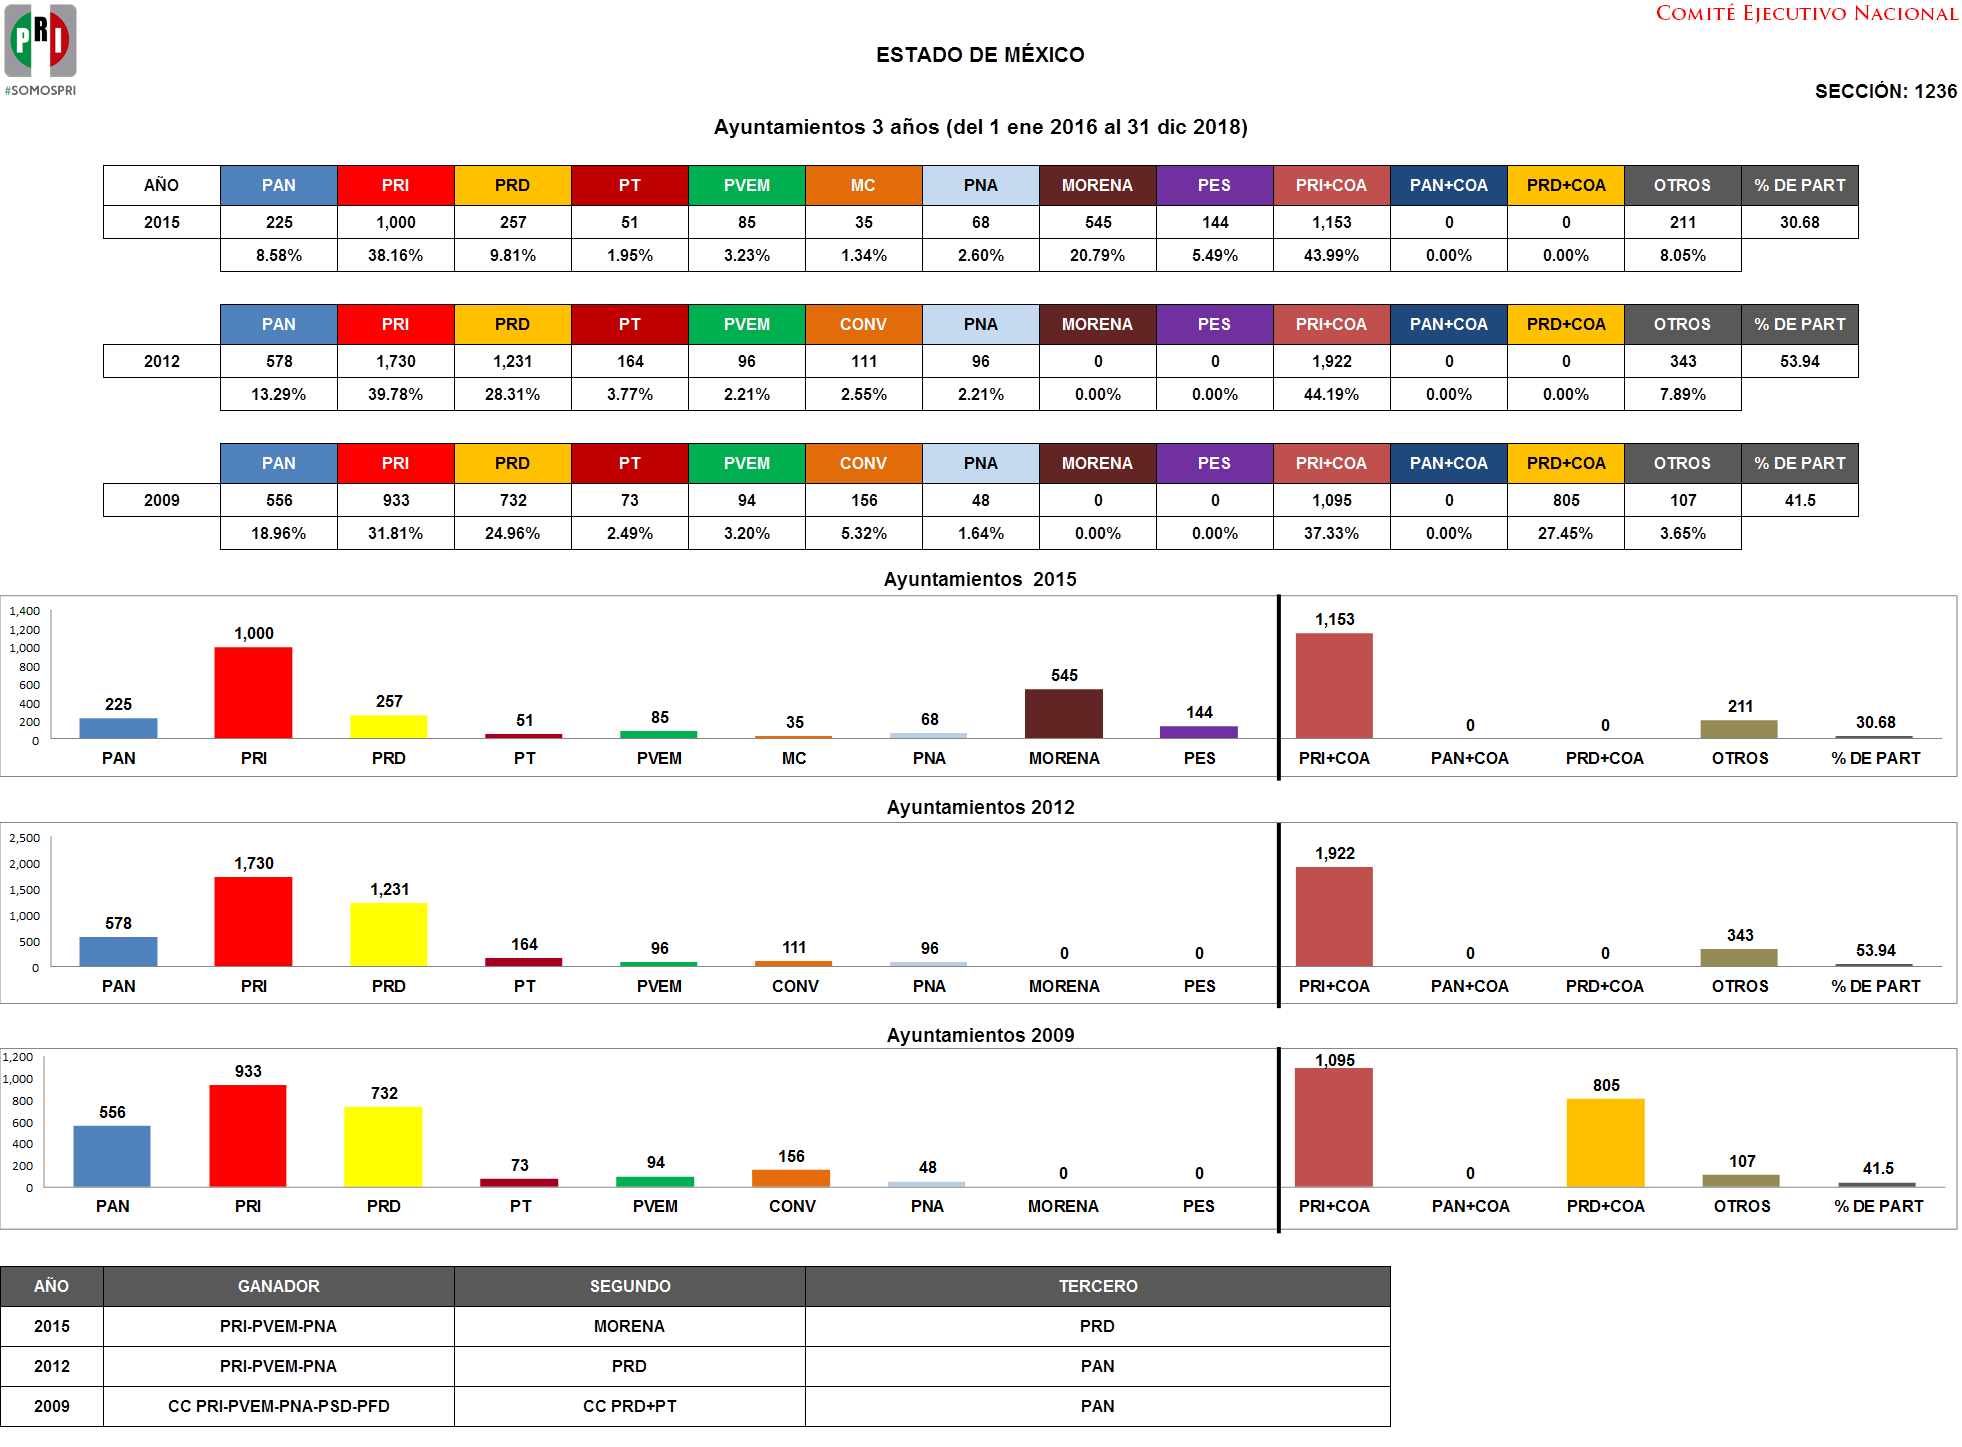 PRI
#SOMOSPRI
COMITÉ EJECUTIVO NACIONAL
ESTADO DE MÉXICO
SECCIÓN: 1236
Ayuntamientos 3 años (del 1 ene 2016 al 31 dic 2018)
AÑO PAN PRI PRD PT PVEM MC PNA MORENA PES PRI+COA PAN+COA PRD+COA OTROS % DE PART
2015 225 1,000 257 51 85 35 68 545 144 1,153 0 0 211 30.68
8.58% 38.16% 9.81% 1.95% 3.23% 1.34% 2.60% 20.79% 5.49% 43.99% 0.00% 0.00% 8.05%
PAN PRI PRD PT PVEM CONV PNA MORENA PES PRI+COA PAN+COA PRD+COA OTROS % DE PART
2012 578 1,730 1,231 164 96 111 96 0 0 1,922 0 0 343 53.94
13.29% 39.78% 28.31% 3.77% 2.21% 2.55% 2.21% 0.00% 0.00% 44.19% 0.00% 0.00% 7.89%
PAN PRI PRD PT PVEM CONV PNA MORENA PES PRI+COA PAN+COA PRD+COA OTROS % DE PART
2009 556 933 732 73 94 156 48 0 0 1,095 0 805 107 41.5
18.96% 31.81% 24.96% 2.49% 3.20% 5.32% 1.64% 0.00% 0.00% 37.33% 0.00% 27.45% 3.65%
Ayuntamientos 2015
1,400
1,200
1,000
800
600
400
200
0
225 1,000 257 51 85 35 68 545 144 1,153 0 0 211 30.68
PAN PRI PRD PT PVEM MC PNA MORENA PES PRI+COA PAN+COA PRD+COA OTROS % DE PART
Ayuntamientos 2012
2,500
2,000
1,500
1,000
500
0
578 1,730 1,231 164 96 111 96 0 0 1,922 0 0 343 53.94
PAN PRI PRD PT PVEM CONV PNA MORENA PES PRI+COA PAN+COA PRD+COA OTROS % DE PART
Ayuntamientos 2009
1,200
1,000
800
600
400
200
0
556 933 732 73 94 156 48 0 0 1,095 0 805 107 41.5
PAN PRI PRD PT PVEM CONV PNA MORENA PES PRI+COA PAN+COA PRD+COA OTROS % DE PART
AÑO GANADOR SEGUNDO TERCERO
2015 PRI-PVEM-PNA MORENA PRD
2012 PRI-PVEM-PNA PRD PAN
2009 CC PRI-PVEM-PNA-PSD-PFD CC PRD+PT PAN